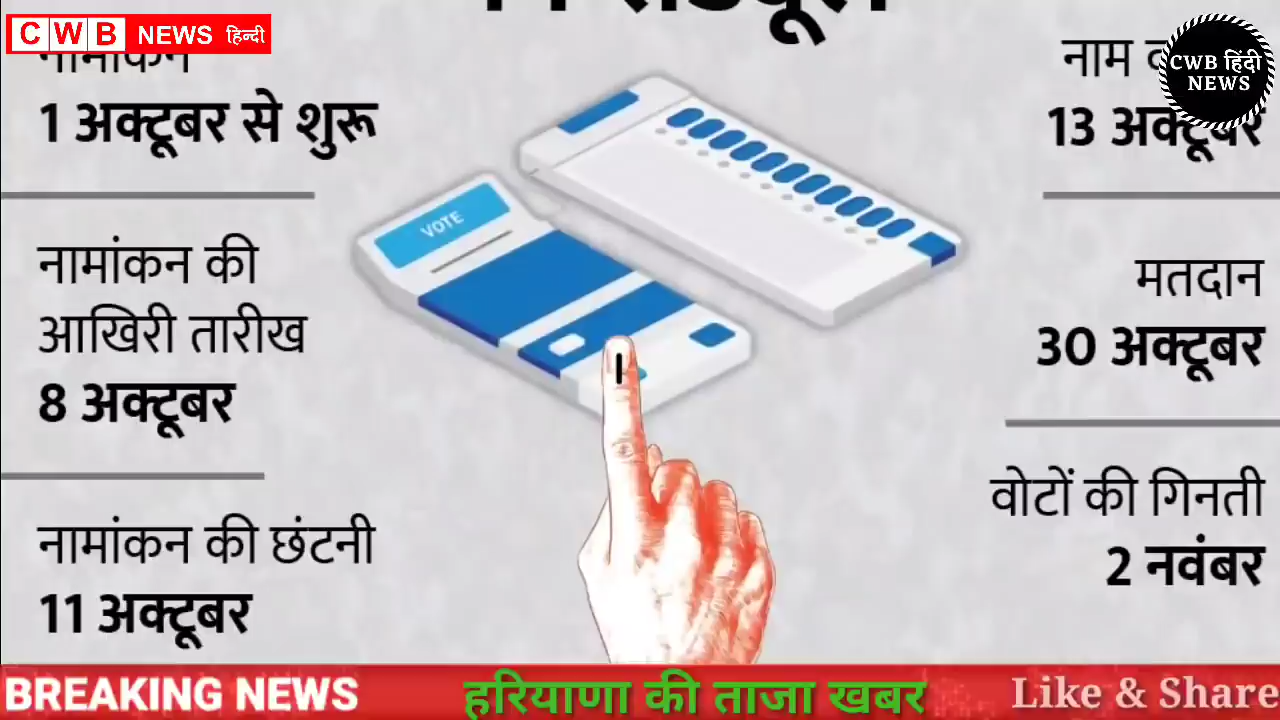 CWB NEWS हिन्दी
नामांकन
1 अक्टूबर से शुरू
नामांकन की
आखिरी तारीख
8 अक्टूबर
नामांकन की छंटनी
11 अक्टूबर
VOTE
CWB हिंदी
NEWS
नाम
13 अक्टूबर
मतदान
30 अक्टूबर
वोटों की गिनती
2 नवंबर
BREAKING NEWS
हरियाणा की ताजा खबर
Like & Share